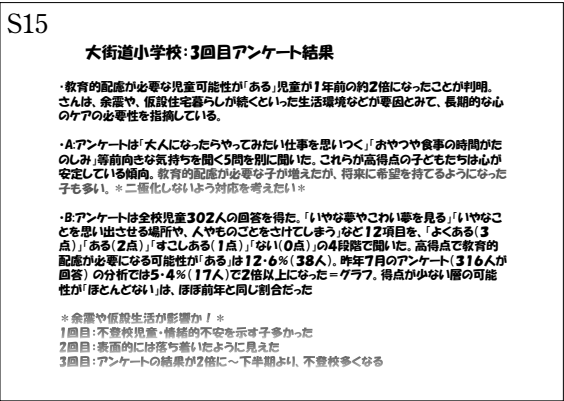 S15
大街道小学校:3回目アンケート結果
・教育的配慮が必要な児童可能性が「ある」児童が1年前の約2倍になったことが判明。
さんは、余震や、仮設住宅暮らしが続くといった生活環境などが要因とみて、長期的な心
のケアの必要性を指摘している。
・A:アンケートは「大人になったらやってみたい仕事を思いつく」「おやつや食事の時間がた
のしみ」等前向きな気持ちを聞く5問を別に聞いた。これらが高得点の子どもたちは心が
安定している傾向。教育的配慮が必要な子が増えたが、将来に希望を持てるようになった
子も多い。＊二極化しないよう対応を考えたい＊
・B:アンケートは全校児童302人の回答を得た。「いやな夢やこわい夢を見る」「いやなこ
とを思い出させる場所や、人やものごとをさけてしまう」など12項目を、「よくある(3
点)」「ある(2点)」「すこしある(1点)」「ない(0点)」の4段階で聞いた。高得点で教育的
配慮が必要になる可能性が「ある」は12・6%(38人)。昨年7月のアンケート(316人が
回答) の分析では5・4%(17人)で2倍以上になった＝グラフ。得点が少ない層の可能
性が「ほとんどない」は、ほぼ前年と同じ割合だった
＊余震や仮設生活が影響か！＊
1回目:不登校児童・情緒的不安を示す子多かった
2回目:表面的には落ち着いたように見えた
3回目:アンケートの結果が2倍に～下半期より、不登校多くなる